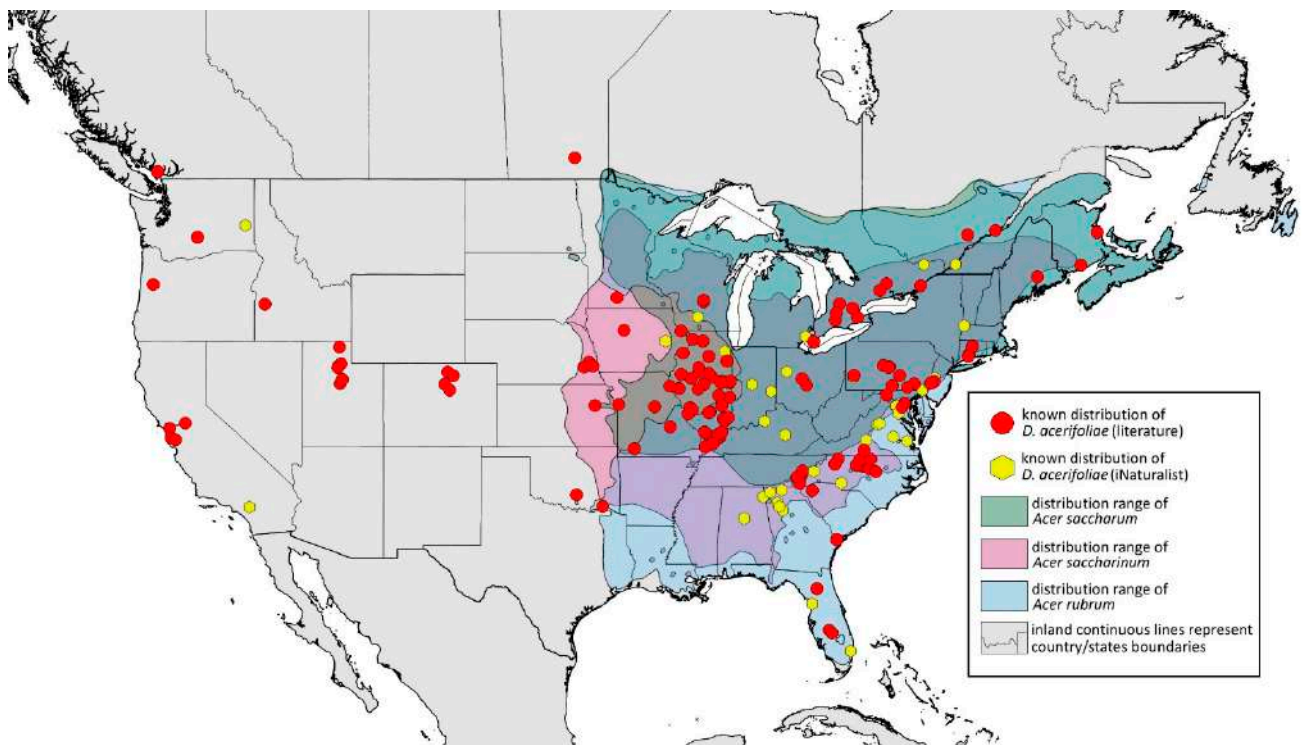 known distribution of
D. acerifoliae (literature)
known distribution of
D. acerifoliae (iNaturalist)
distribution range of
Acer saccharum
distribution range of
Acer saccharinum
distribution range of
Acer rubrum
inland continuous lines represent
country/states boundaries